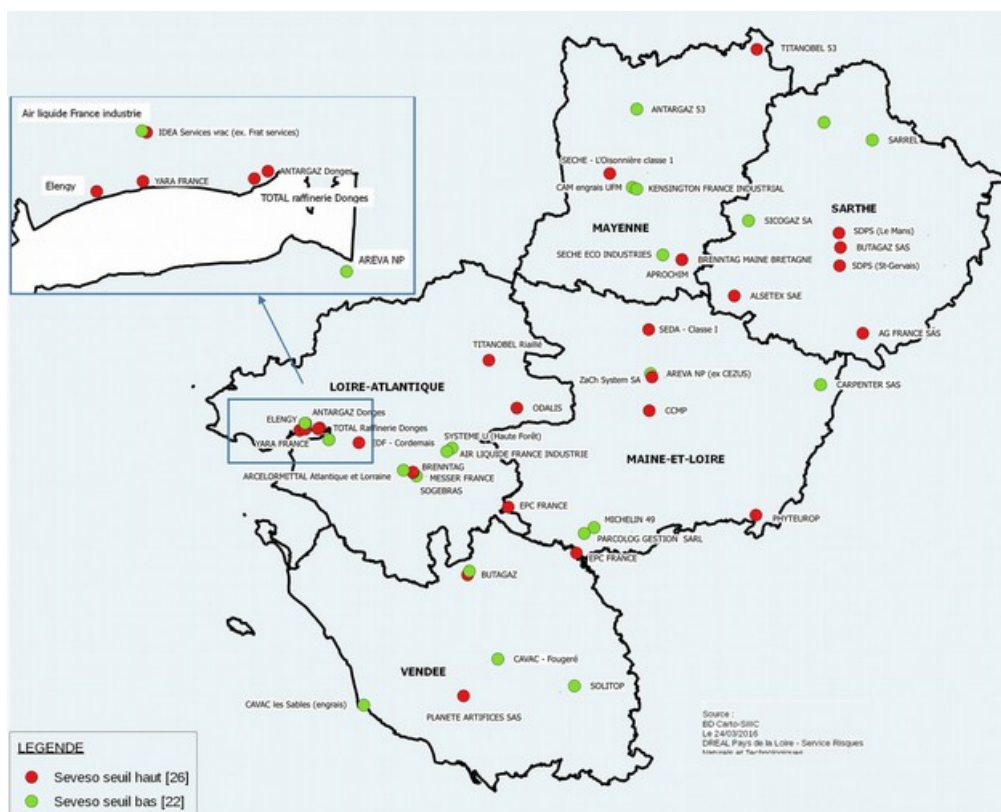 TITANOBEL 53
Air liquide France industrie
IDEA Services vrac (ex. Frat services)
ANTARGAZ 53
SARREL
SECHE - L'Oisonnière classe 1
ANTARGAZ Donges
YARA FRANCE
Elengy
TOTAL raffinerie Donges
CAM engrais UFM
KENSINGTON FRANCE INDUSTRIAL
SARTHE
SICOGAZ SA
MAYENNE
SDPS (Le Mans)
BUTAGAZ SAS
SECHE ECO INDUSTRIES
BRENNTAG MAINE BRETAGNE
SDPS (St-Gervais)
AREVA NP
APROCHIM
ALSETEX SAE
SEDA - Classe I
AG FRANCE SAS
TITANOBEL Riaillé
LOIRE-ATLANTIQUE
AREVA NP (ex CEZUS)
ZaCh System SA
CARPENTER SAS
ANTARGAZ Donges
ODALIS
CCMP
ELENGY
TOTAL Raffinerie Donges
SYSTEME U (Haute Forêt)
YARA FRANCE
IDF - Cordemais
AIR LIQUIDE FRANCE INDUSTRIE
MAINE-ET-LOIRE
BRENNTAG
ARCELORMITTAL Atlantique et Lorraine
MESSER FRANCE
SOGEBRAS
EPC FRANCE
MICHELIN 49
PHYTEUROP
PARCOLOG GESTION SARL
EPC FRANCE
BUTAGAZ
CAVAC - Fougeré
VENDEE
SOLITOP
CAVAC les Sables (engrais)
PLANETE ARTIFICES SAS
Source :
BD Carto-SIIIC
Le 24/03/2016
DREAL Pays de la Loire - Service Risques
Naturels et Technologiques
LEGENDE
Seveso seuil haut [26]
Seveso seuil bas [22]